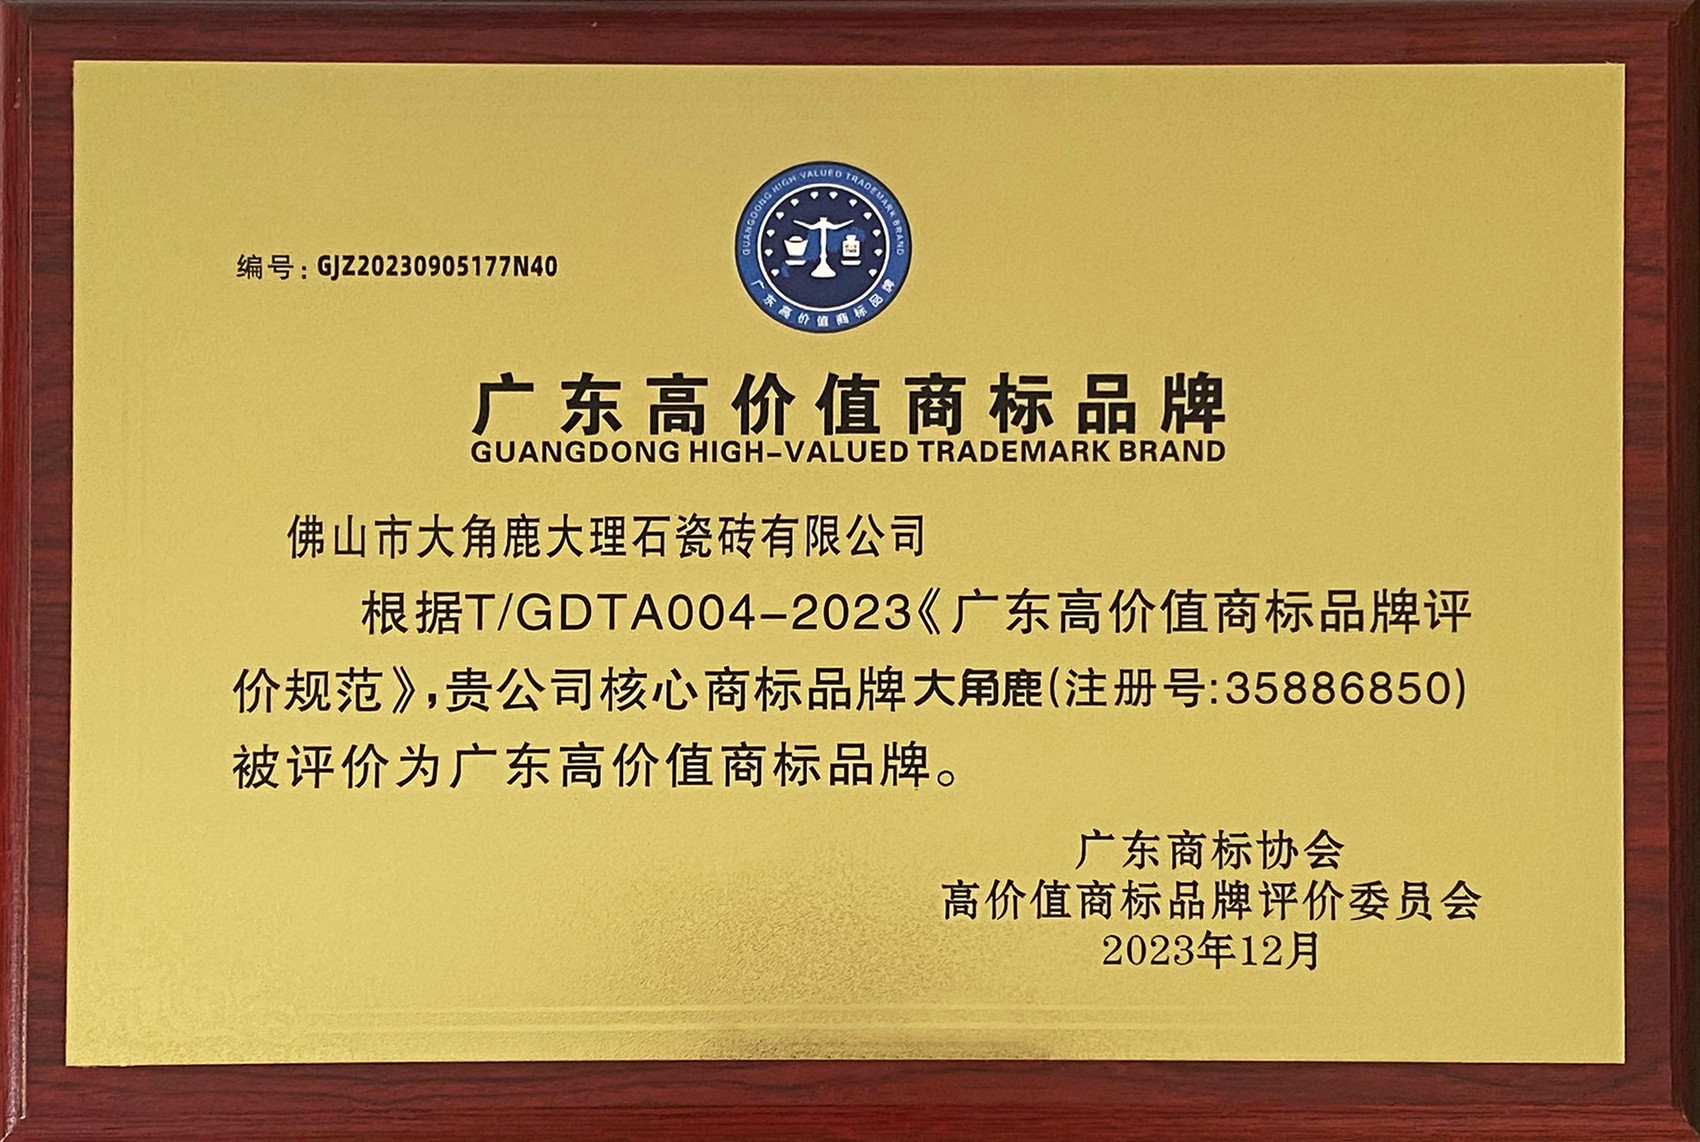 GUANGDONG HIGH-VALUED TRADEMARK BRAND
广东高价值商标品牌
编号:GJZ20230905177N40
广东高价值商标品牌
GUANGDONG HIGH-VALUED TRADEMARK BRAND
佛山市大角鹿大理石瓷砖有限公司
根据T/GDTA004-2023《广东高价值商标品牌评
价规范》,贵公司核心商标品牌大角鹿(注册号:35886850)
被评价为广东高价值商标品牌。
广东商标协会
高价值商标品牌评价委员会
2023年12月